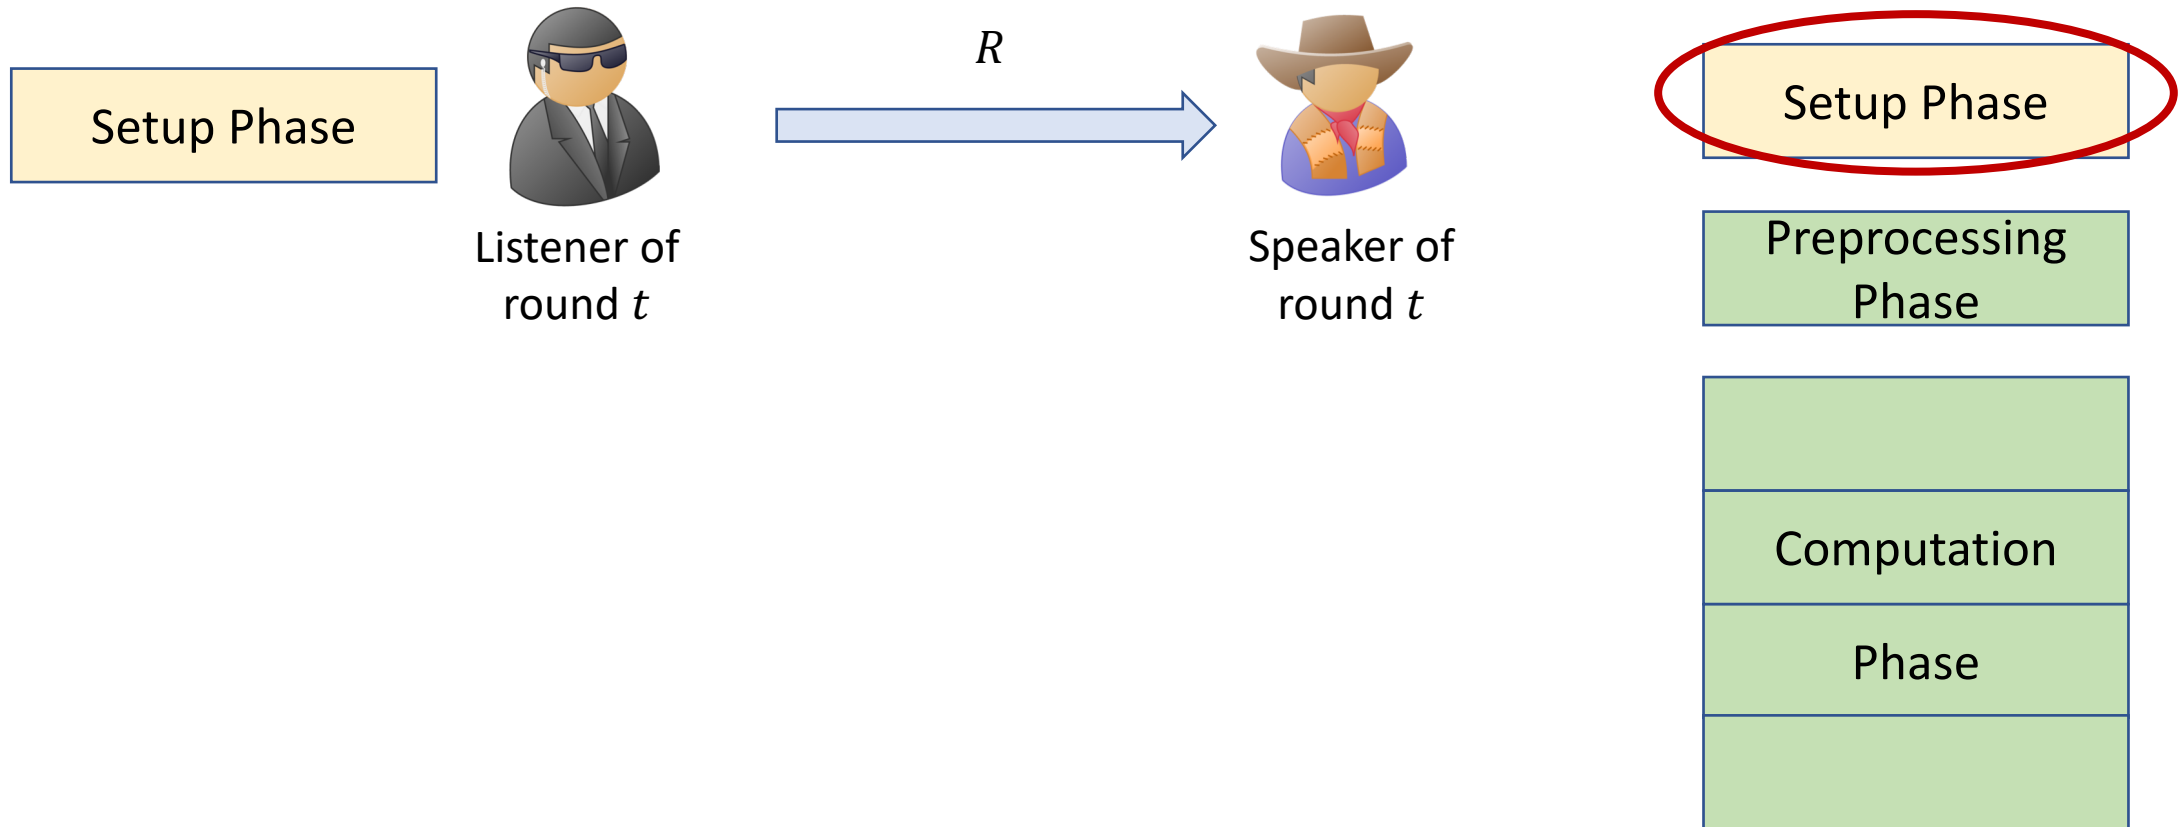 Setup Phase
R
Listener of
round t
Speaker of
round t
Setup Phase
Preprocessing
Phase
Computation
Phase